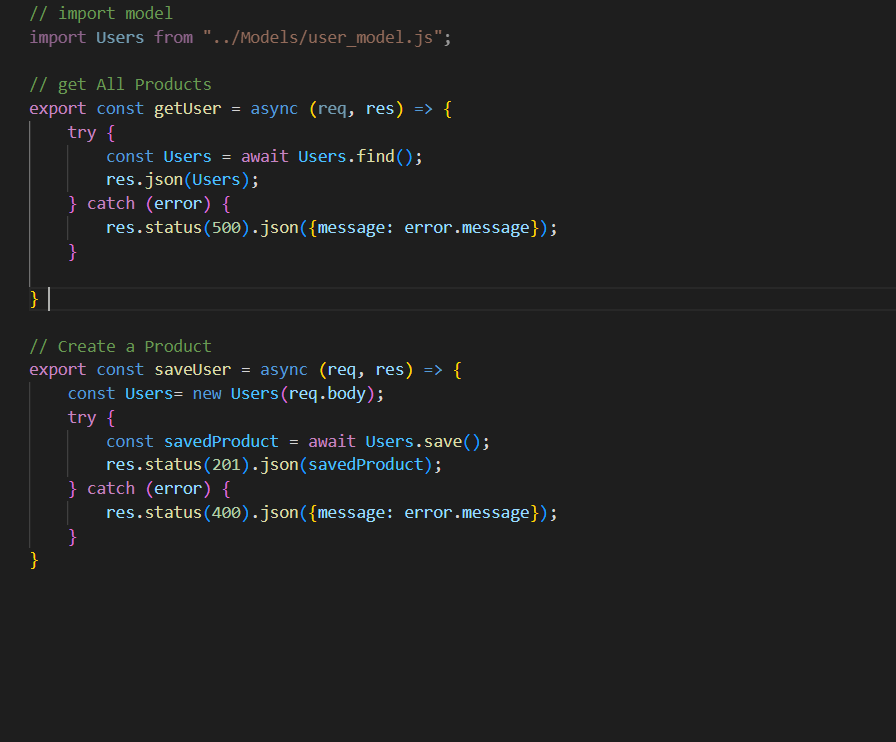 // import model
import Users from "../Models/user_model.js";
// get All Products
export const getUser = async (req, res) => {
try {
const Users = await Users.find();
res.json(Users);
} catch (error) {
res.status(500).json({message: error.message});
}
}
// Create a Product
export const saveUser = async (req, res) => {
const Users= new Users(req.body);
try {
const savedProduct = await Users.save();
res.status(201).json(savedProduct);
} catch (error) {
res.status(400).json({message: error.message});
}
}